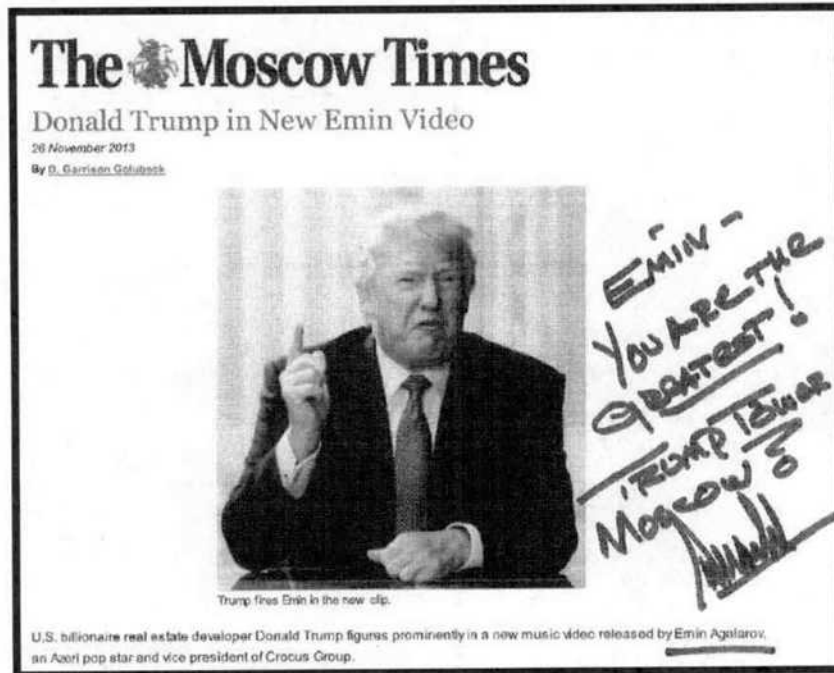 The Moscow Times
Donald Trump in New Emin Video
26 November 2013
By D. Garrison Golubock
EMIN -
YOU ARE THE
GREATEST!
TRUMP TOWER
MOSCOW
Trump fires Emin in the new clip.
U.S. billionaire real estate developer Donald Trump figures prominently in a new music video released by Emin Agalarov,
an Azeri pop star and vice president of Crocus Group.